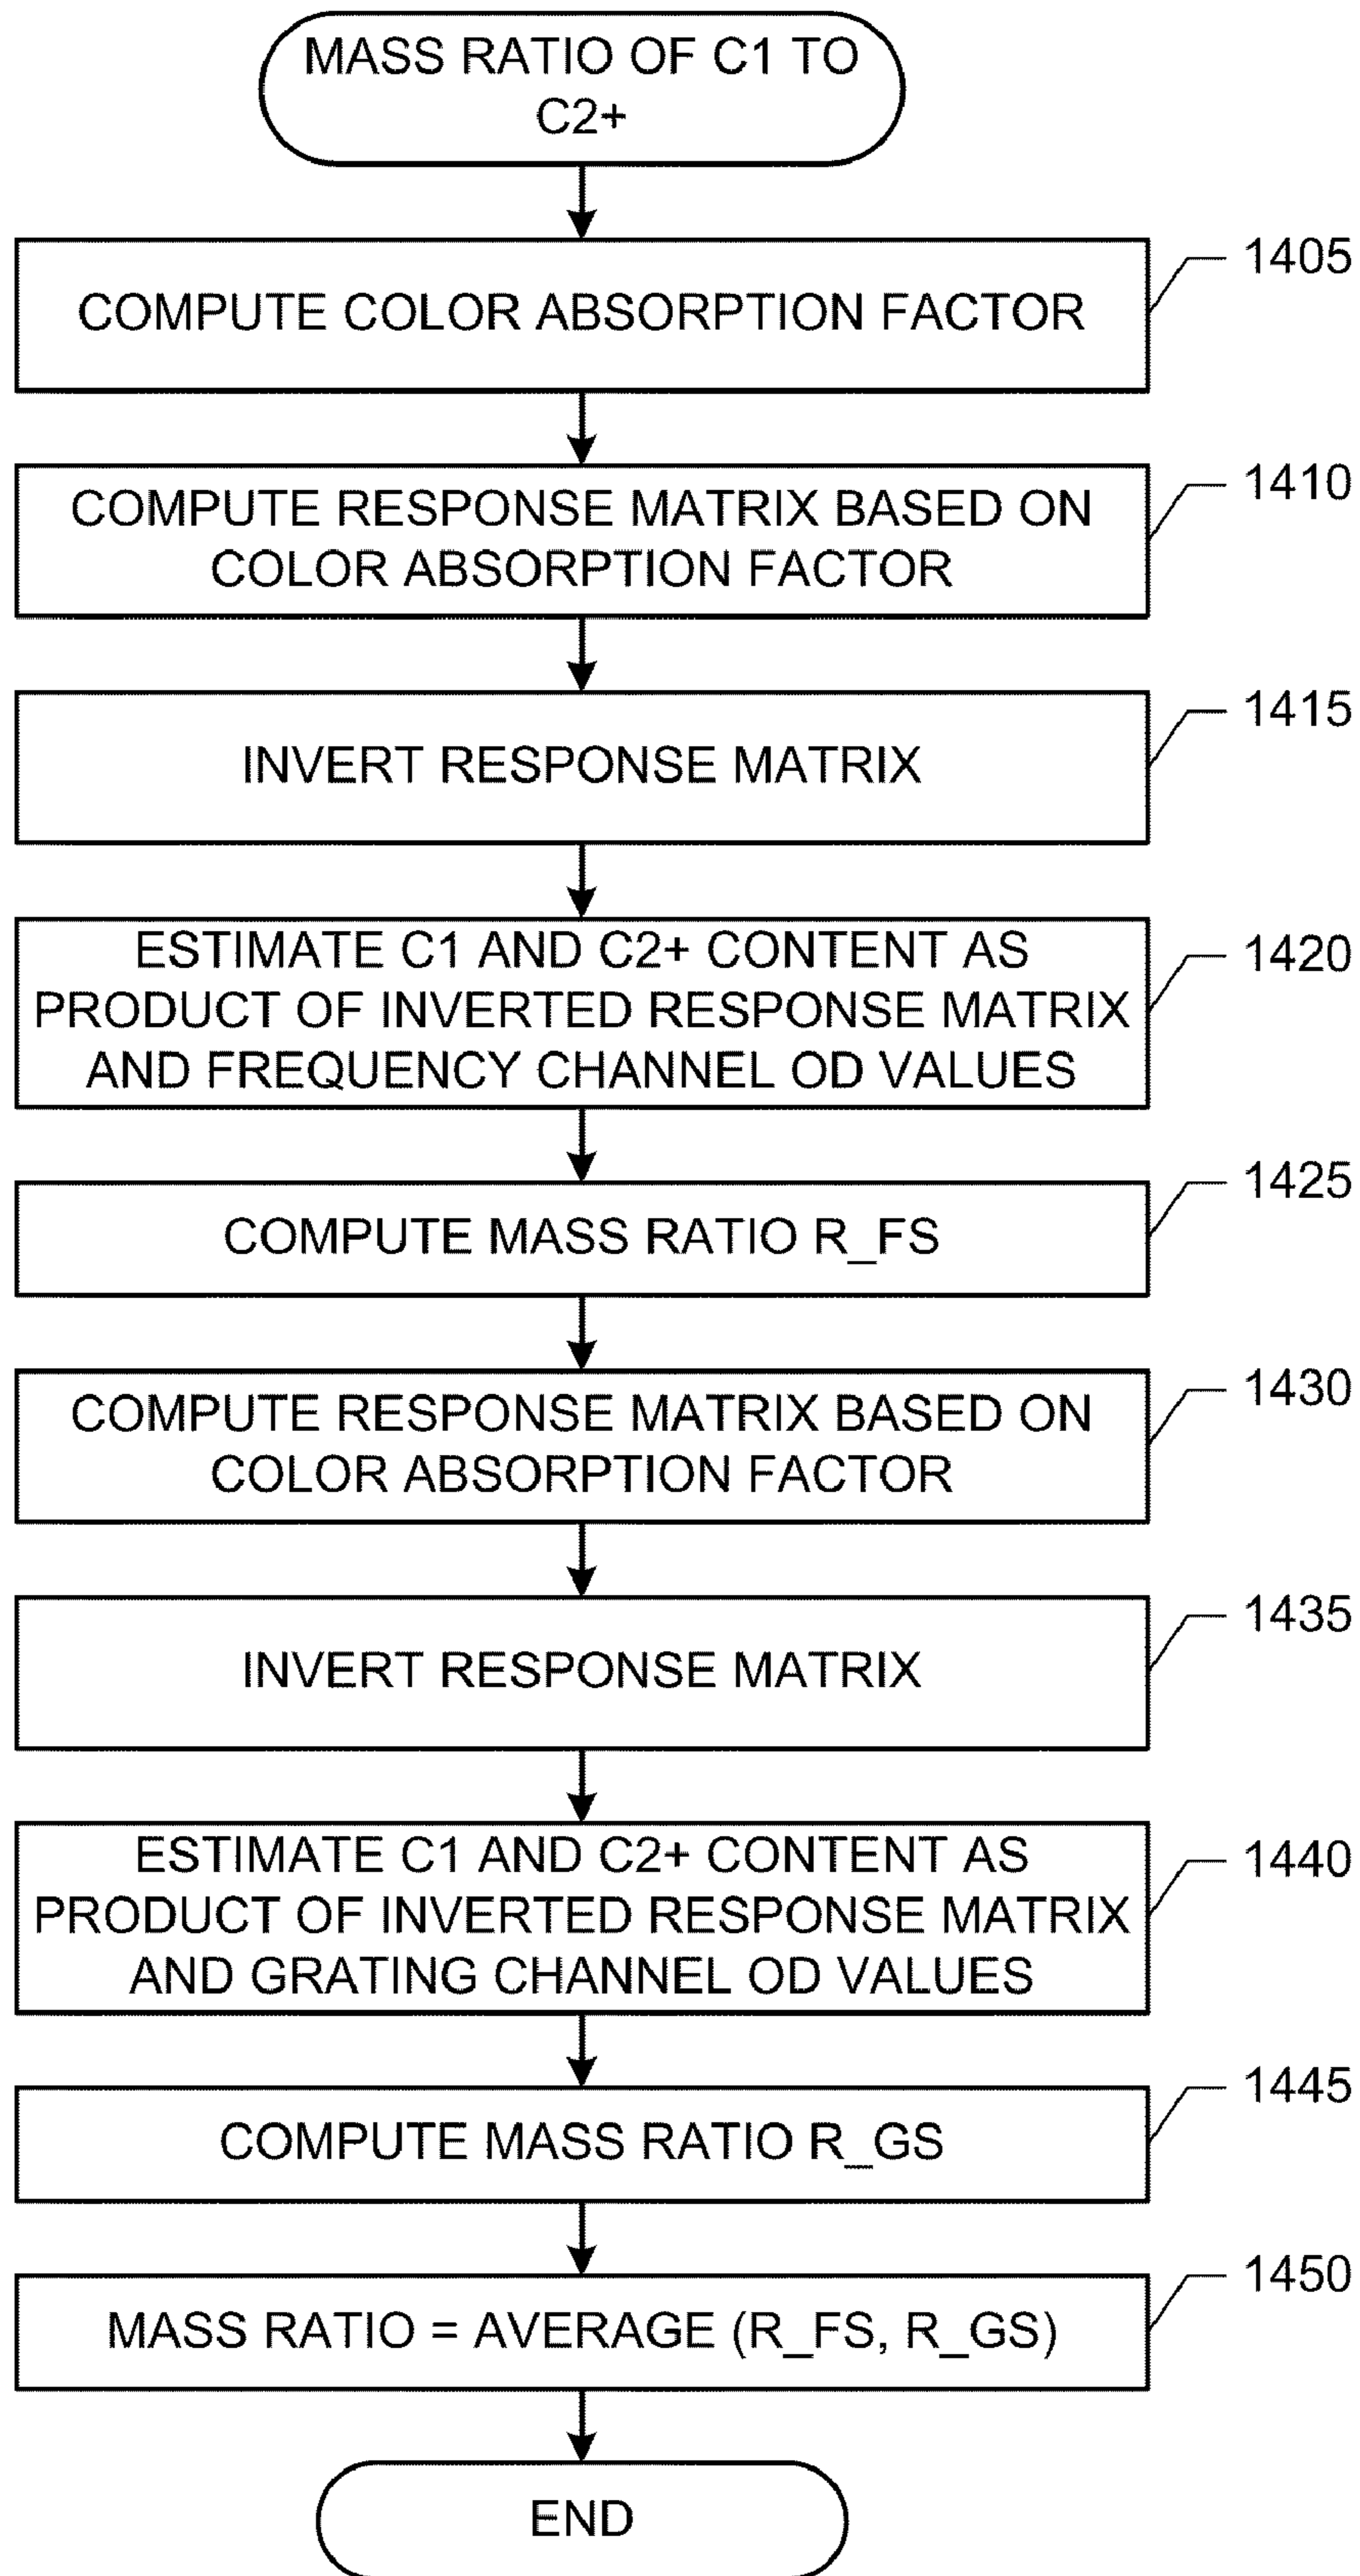 MASS RATIO OF C1 TO
C2+
1405
COMPUTE COLOR ABSORPTION FACTOR
1410
COMPUTE RESPONSE MATRIX BASED ON
COLOR ABSORPTION FACTOR
1415
INVERT RESPONSE MATRIX
1420
ESTIMATE C1 AND C2+ CONTENT AS
PRODUCT OF INVERTED RESPONSE MATRIX
AND FREQUENCY CHANNEL OD VALUES
1425
COMPUTE MASS RATIO R_FS
1430
COMPUTE RESPONSE MATRIX BASED ON
COLOR ABSORPTION FACTOR
1435
INVERT RESPONSE MATRIX
1440
ESTIMATE C1 AND C2+ CONTENT AS
PRODUCT OF INVERTED RESPONSE MATRIX
AND GRATING CHANNEL OD VALUES
1445
COMPUTE MASS RATIO R_GS
1450
MASS RATIO = AVERAGE (R_FS, R_GS)
END